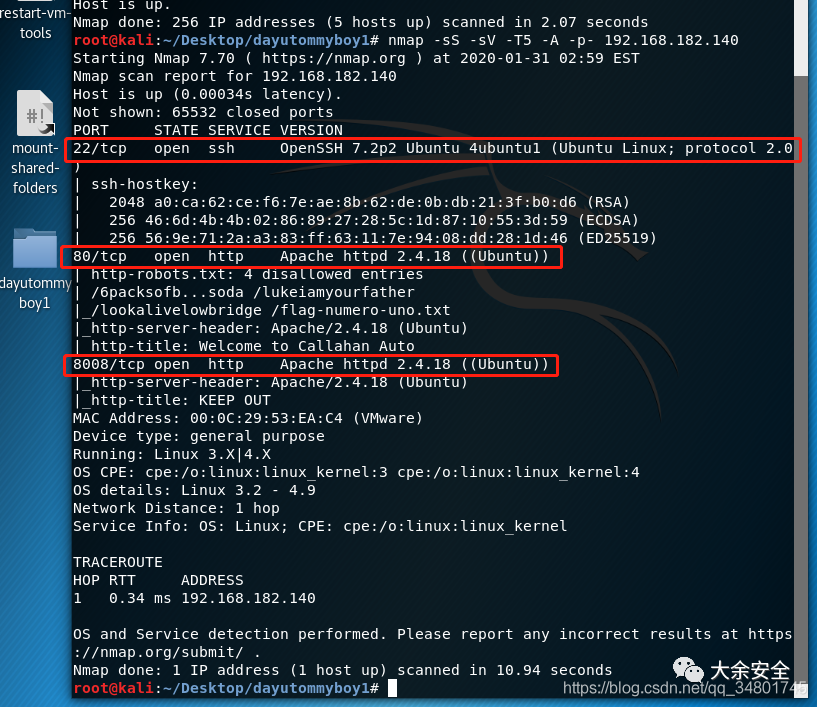 restart-vm-
tools
mount-
shared-
folders
dayutommy
boy1
Host is up.
Nmap done: 256 IP addresses (5 hosts up) scanned in 2.07 seconds
root@kali:~/Desktop/dayutommyboy1# nmap -sS -sV -T5 -A -p- 192.168.182.140
Starting Nmap 7.70 ( https://nmap.org ) at 2020-01-31 02:59 EST
Nmap scan report for 192.168.182.140
Host is up (0.00034s latency).
Not shown: 65532 closed ports
PORT     STATE SERVICE VERSION
22/tcp   open  ssh     OpenSSH 7.2p2 Ubuntu 4ubuntu1 (Ubuntu Linux; protocol 2.0
)
| ssh-hostkey:
|   2048 a0:ca:62:ce:f6:7e:ae:8b:62:de:0b:db:21:3f:b0:d6 (RSA)
|   256 46:6d:4b:4b:02:86:89:27:28:5c:1d:87:10:55:3d:59 (ECDSA)
|   256 56:9e:71:2a:a3:83:ff:63:11:7e:94:08:dd:28:1d:46 (ED25519)
80/tcp   open  http    Apache httpd 2.4.18 ((Ubuntu))
| http-robots.txt: 4 disallowed entries
| /6packsofb...soda /lukeiamyourfather
|_/lookalivelowbridge /flag-numero-uno.txt
|_http-server-header: Apache/2.4.18 (Ubuntu)
|_http-title: Welcome to Callahan Auto
8008/tcp open  http    Apache httpd 2.4.18 ((Ubuntu))
|_http-server-header: Apache/2.4.18 (Ubuntu)
|_http-title: KEEP OUT
MAC Address: 00:0C:29:53:EA:C4 (VMware)
Device type: general purpose
Running: Linux 3.X|4.X
OS CPE: cpe:/o:linux:linux_kernel:3 cpe:/o:linux:linux_kernel:4
OS details: Linux 3.2 - 4.9
Network Distance: 1 hop
Service Info: OS: Linux; CPE: cpe:/o:linux:linux_kernel
TRACEROUTE
HOP RTT     ADDRESS
1   0.34 ms 192.168.182.140
OS and Service detection performed. Please report any incorrect results at https
://nmap.org/submit/ .
Nmap done: 1 IP address (1 host up) scanned in 10.94 seconds
root@kali:~/Desktop/dayutommyboy1#
大余安全
https://blog.csdn.net/qq_34801745